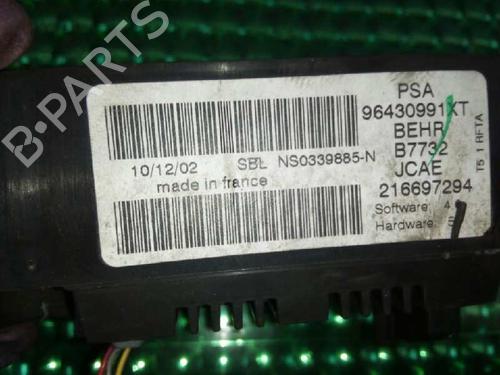 B-PARTS
PSA
96430991XT
BEHR
B7732
JCAE
216697294
Software: 4
Hardware:
10/12/02 SBL NS0339885-N
made in france
T5 1 RFTA